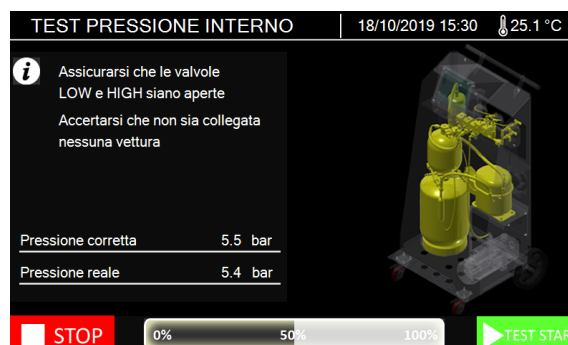 TEST PRESSIONE INTERNO
18/10/2019 15:30
25.1 °C
i
Assicurarsi che le valvole
LOW e HIGH siano aperte
Accertarsi che non sia collegata
nessuna vettura
Pressione corretta 5.5 bar
Pressione reale 5.4 bar
STOP
0% 50% 100%
TEST START